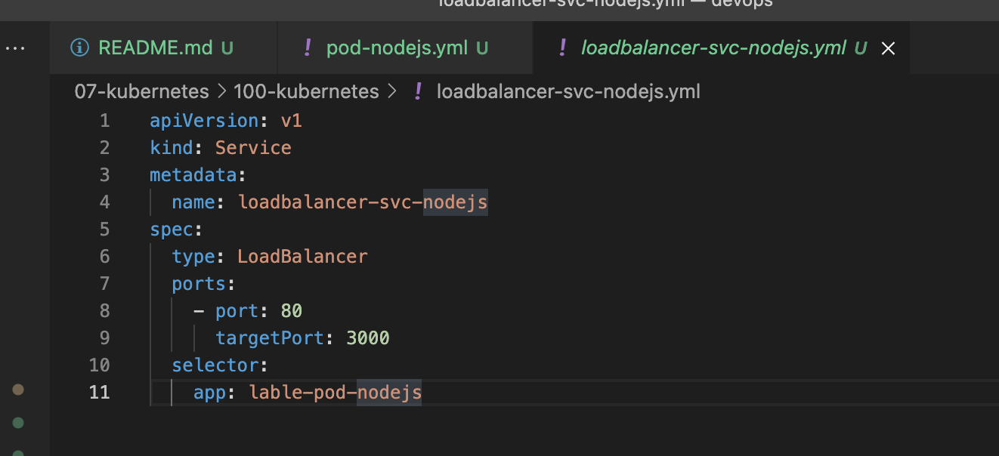 loadbalancer-svc-nodejs.yml — devops
README.md U
pod-nodejs.yml U
loadbalancer-svc-nodejs.yml U
07-kubernetes > 100-kubernetes > ! loadbalancer-svc-nodejs.yml
1 apiVersion: v1
2 kind: Service
3 metadata:
4   name: loadbalancer-svc-nodejs
5 spec:
6   type: LoadBalancer
7   ports:
8     - port: 80
9       targetPort: 3000
10   selector:
11     app: lable-pod-nodejs